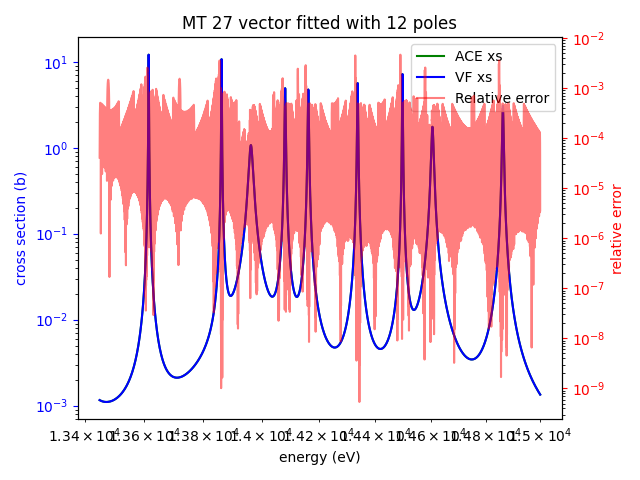 MT 27 vector fitted with 12 poles
ACE xs
VF xs
Relative error
10¹
10⁰
10⁻¹
10⁻²
10⁻³
cross section (b)
10⁻²
10⁻³
10⁻⁴
10⁻⁵
10⁻⁶
10⁻⁷
10⁻⁸
10⁻⁹
relative error
1.34 × 10⁴ 1.36 × 10⁴ 1.38 × 10⁴ 1.4 × 10⁴ 1.42 × 10⁴ 1.44 × 10⁴ 1.46 × 10⁴ 1.48 × 10⁴ 1.5 × 10⁴
energy (eV)